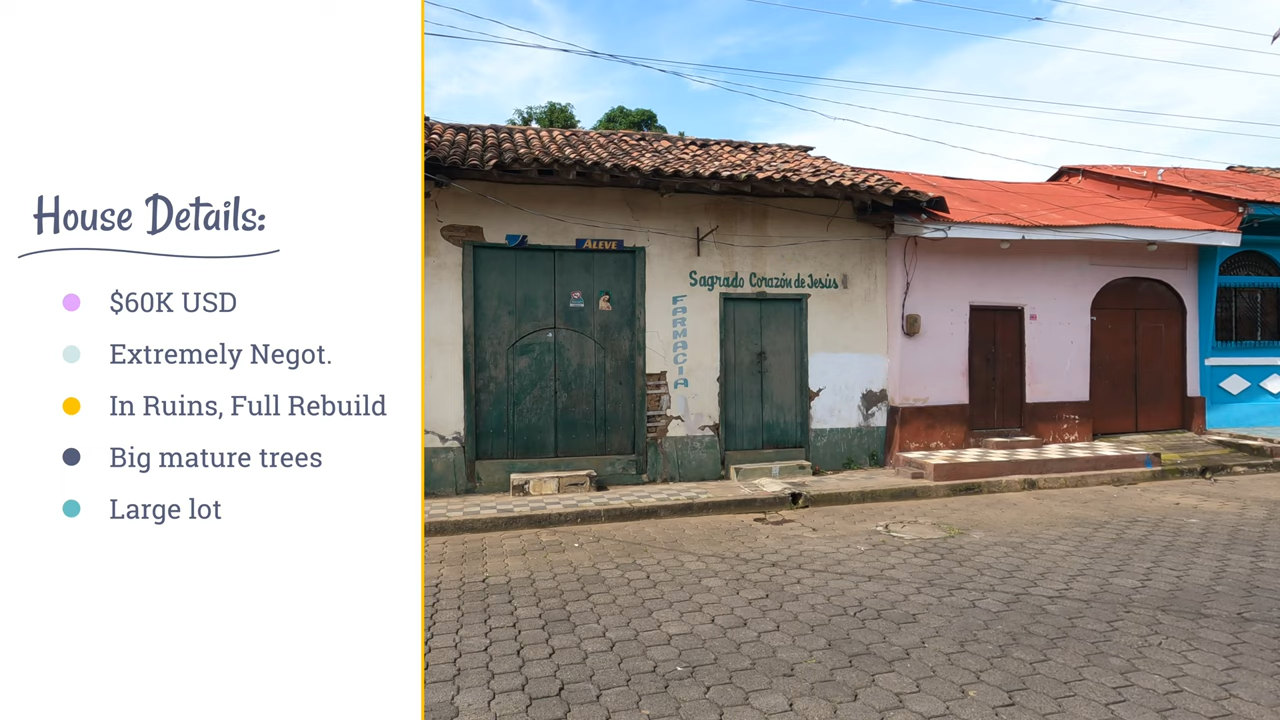 House Details:
$60K USD
Extremely Negot.
In Ruins, Full Rebuild
Big mature trees
Large lot
ALEVE
Sagrado Corazón de Jesús
FARMACIA